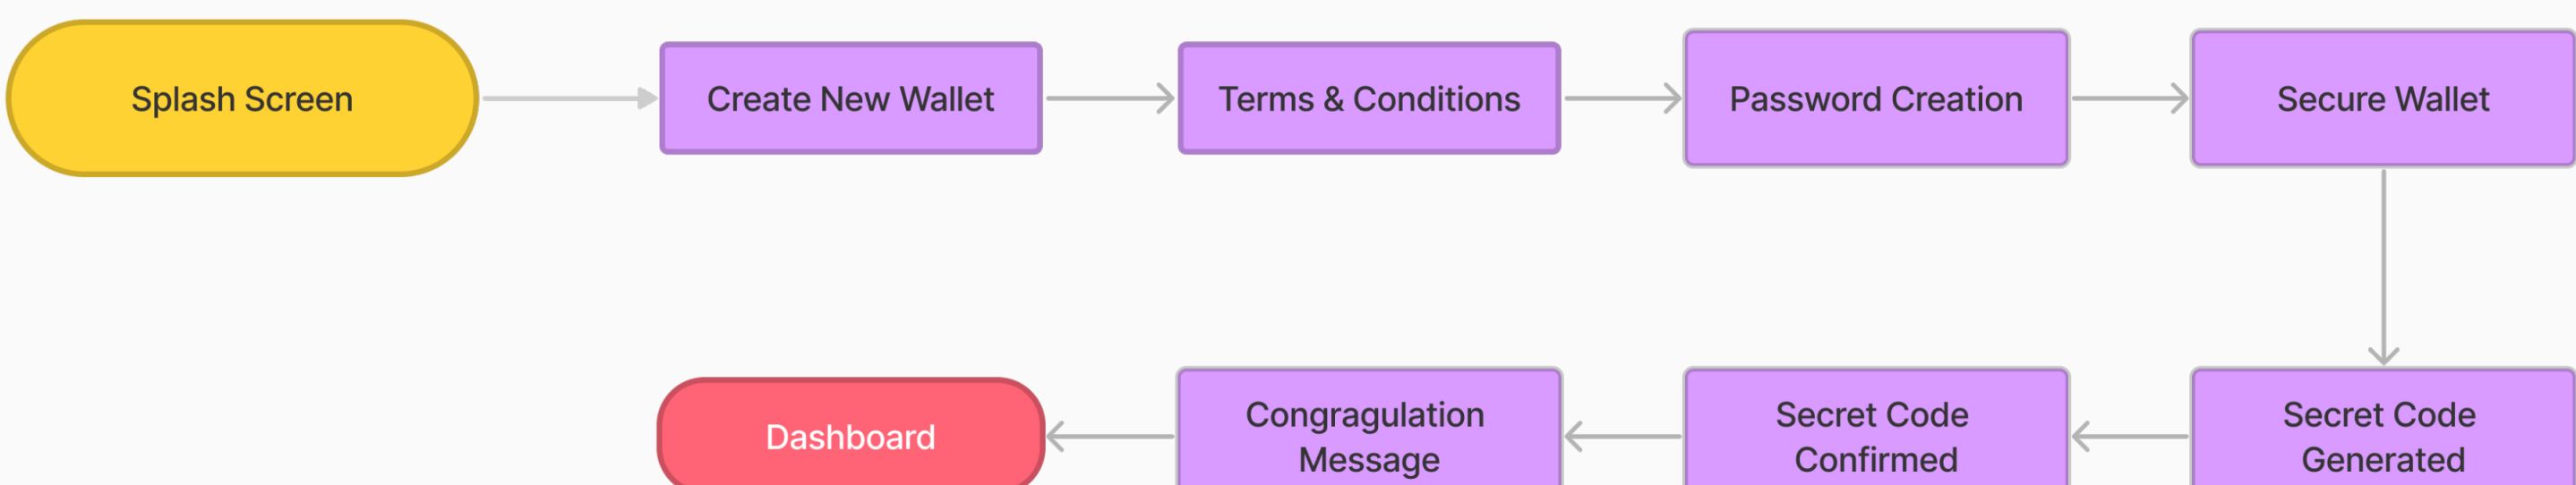 Splash Screen
Create New Wallet
Terms & Conditions
Password Creation
Secure Wallet
Dashboard
Congragulation
Message
Secret Code
Confirmed
Secret Code
Generated